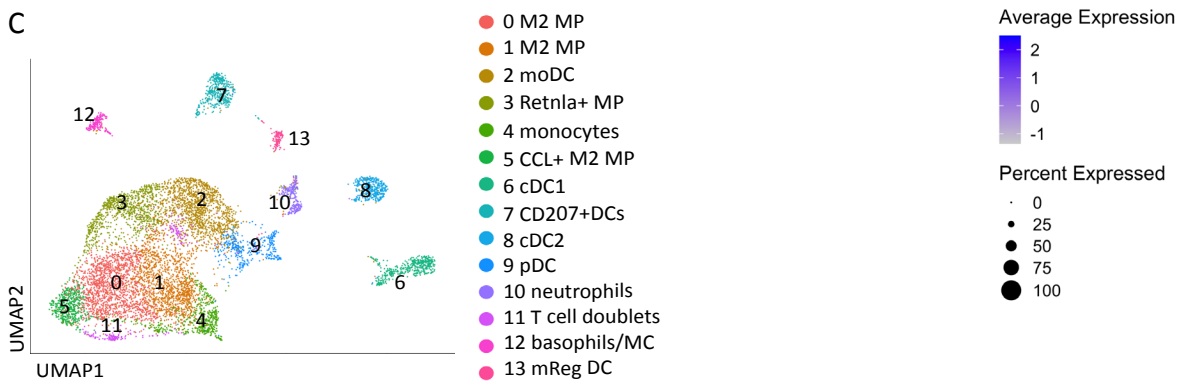 C
12
7
13
3
2
10
8
9
0
1
6
5
11
4
UMAP2
UMAP1
0 M2 MP
1 M2 MP
2 moDC
3 Retnla+ MP
4 monocytes
5 CCL+ M2 MP
6 cDC1
7 CD207+DCs
8 cDC2
9 pDC
10 neutrophils
11 T cell doublets
12 basophils/MC
13 mReg DC
Average Expression
2
1
0
-1
Percent Expressed
0
25
50
75
100